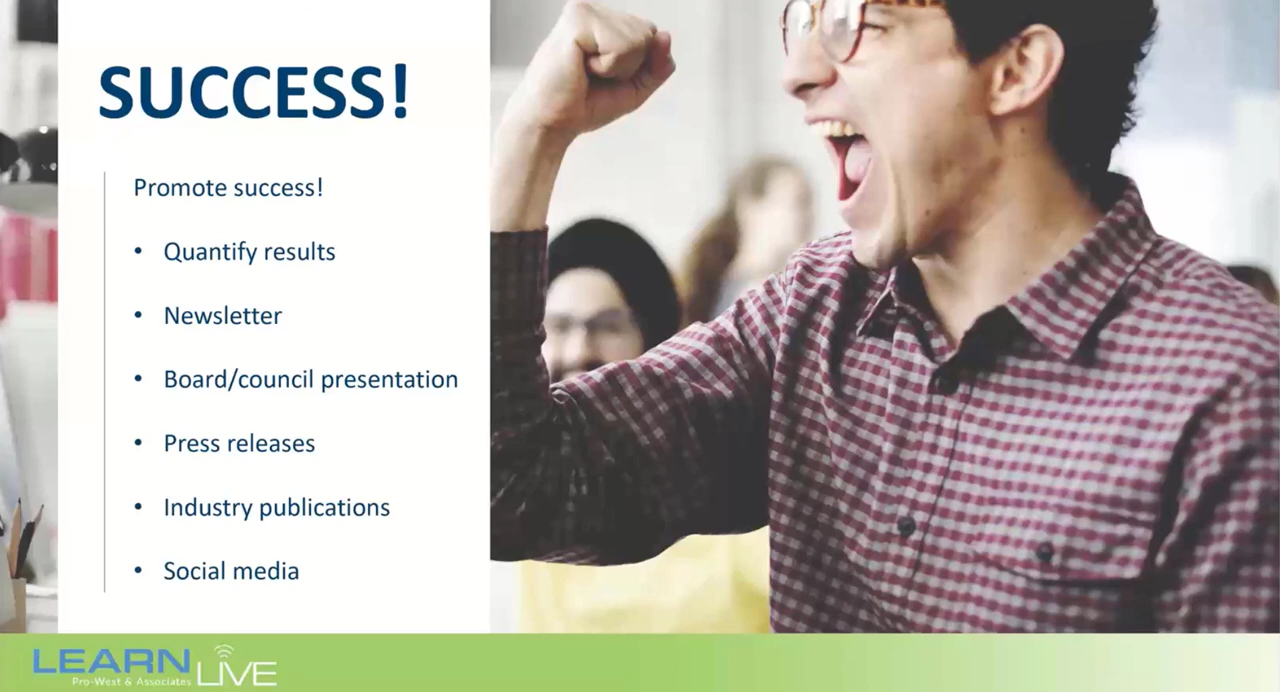 SUCCESS!
Promote success!
• Quantify results
• Newsletter
• Board/council presentation
• Press releases
• Industry publications
• Social media
LEARN LIVE
Pro-West & Associates